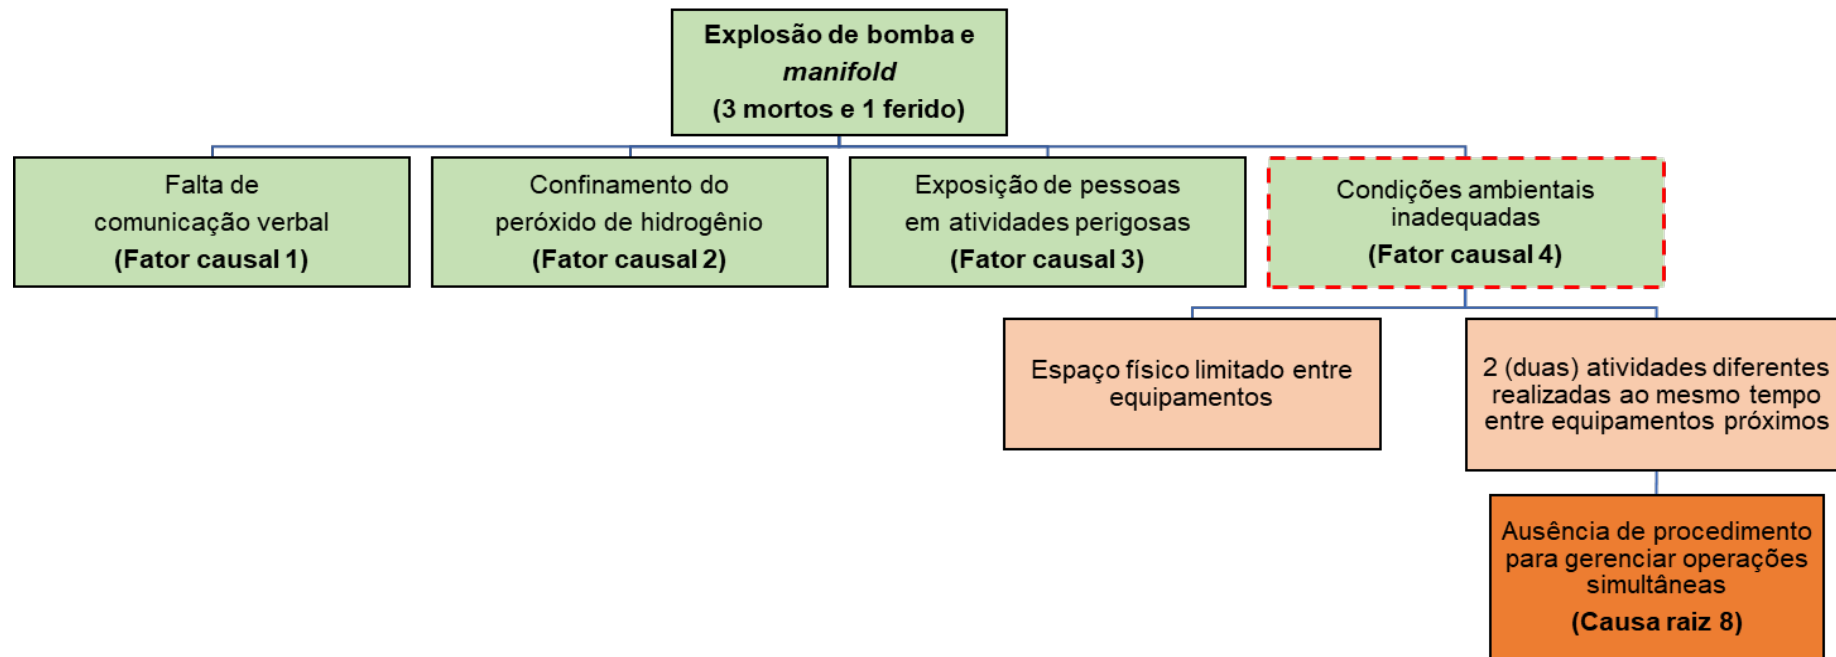 Explosão de bomba e
manifold
(3 mortos e 1 ferido)
Falta de
comunicação verbal
(Fator causal 1)
Confinamento do
peróxido de hidrogênio
(Fator causal 2)
Exposição de pessoas
em atividades perigosas
(Fator causal 3)
Condições ambientais
inadequadas
(Fator causal 4)
Espaço físico limitado entre
equipamentos
2 (duas) atividades diferentes
realizadas ao mesmo tempo
entre equipamentos próximos
Ausência de procedimento
para gerenciar operações
simultâneas
(Causa raiz 8)